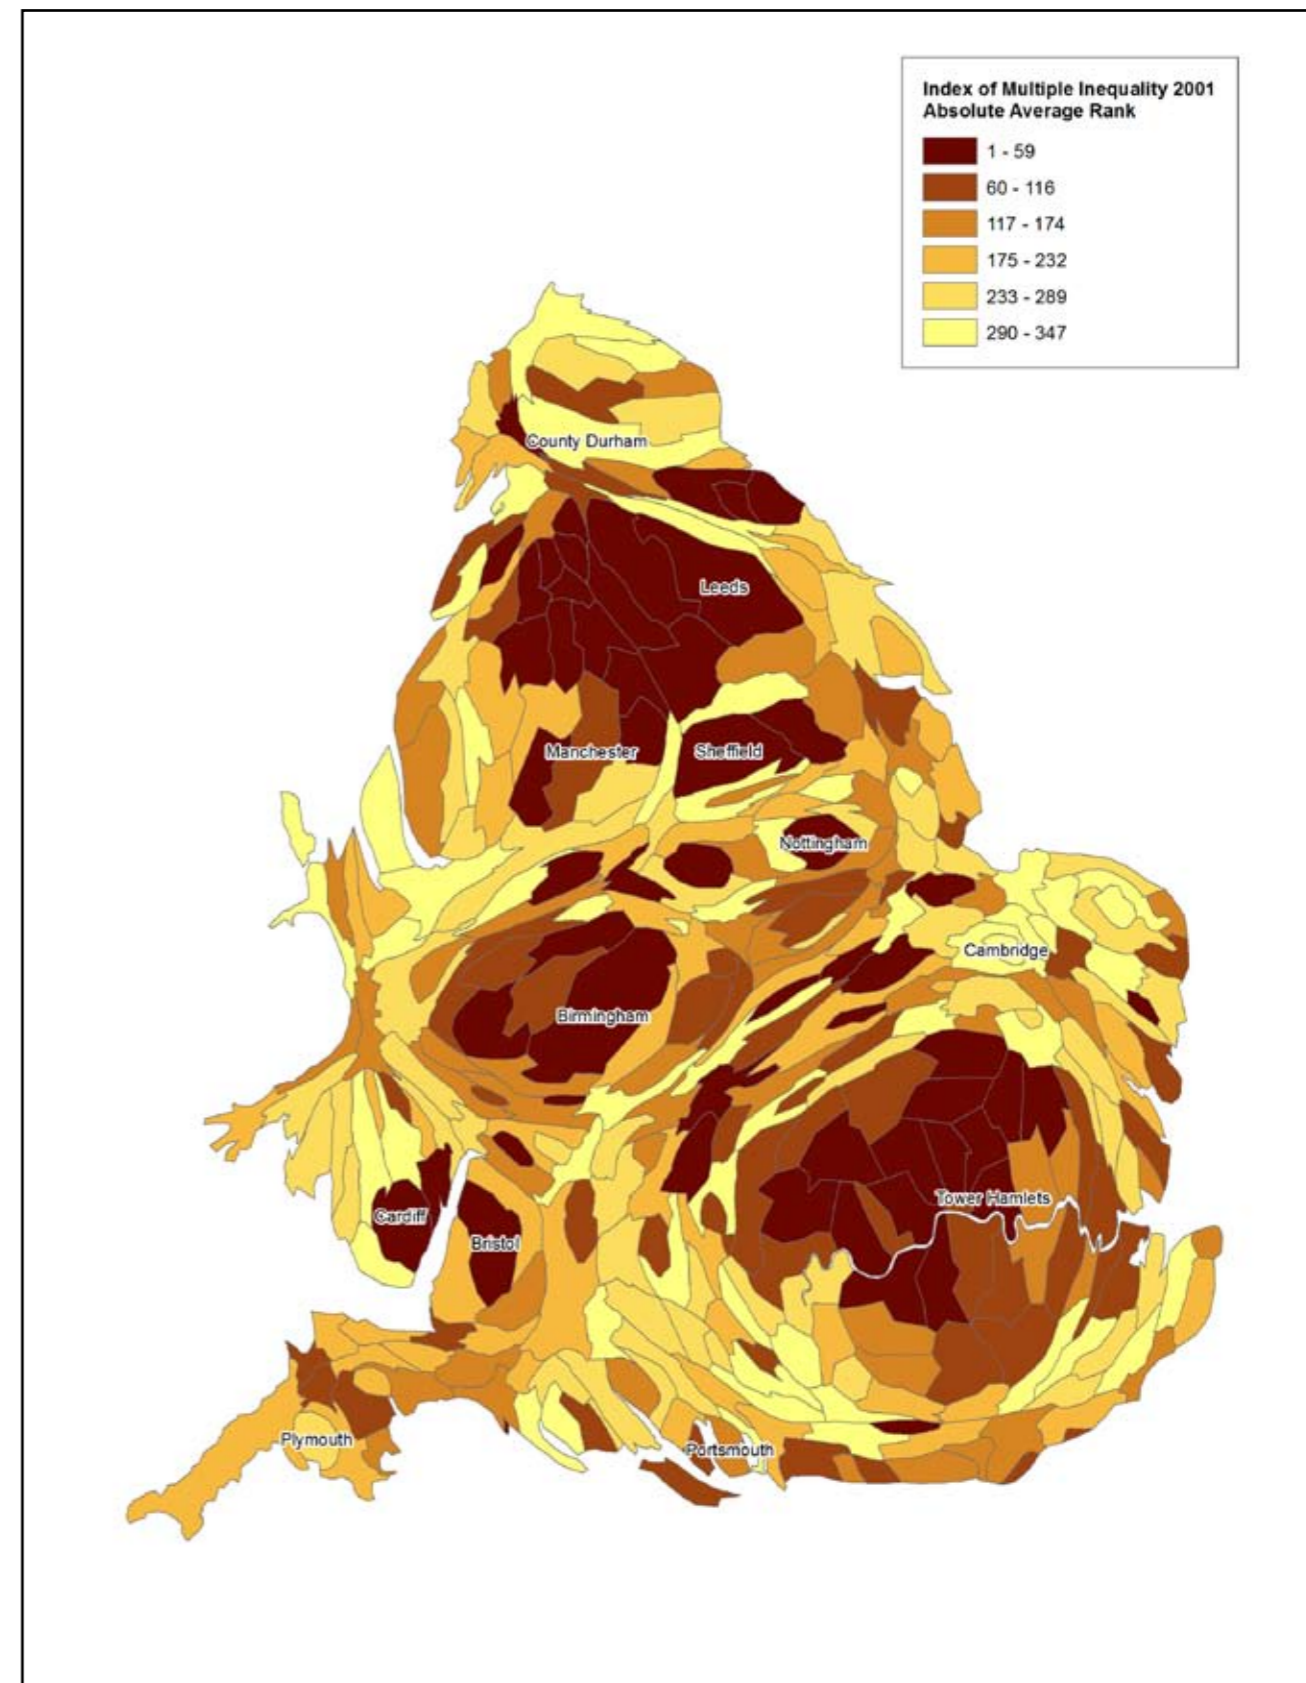 Index of Multiple Inequality 2001
Absolute Average Rank
1 - 59
60 - 116
117 - 174
175 - 232
233 - 289
290 - 347
County Durham
Leeds
Manchester
Sheffield
Nottingham
Cambridge
Birmingham
Tower Hamlets
Cardiff
Bristol
Plymouth
Portsmouth